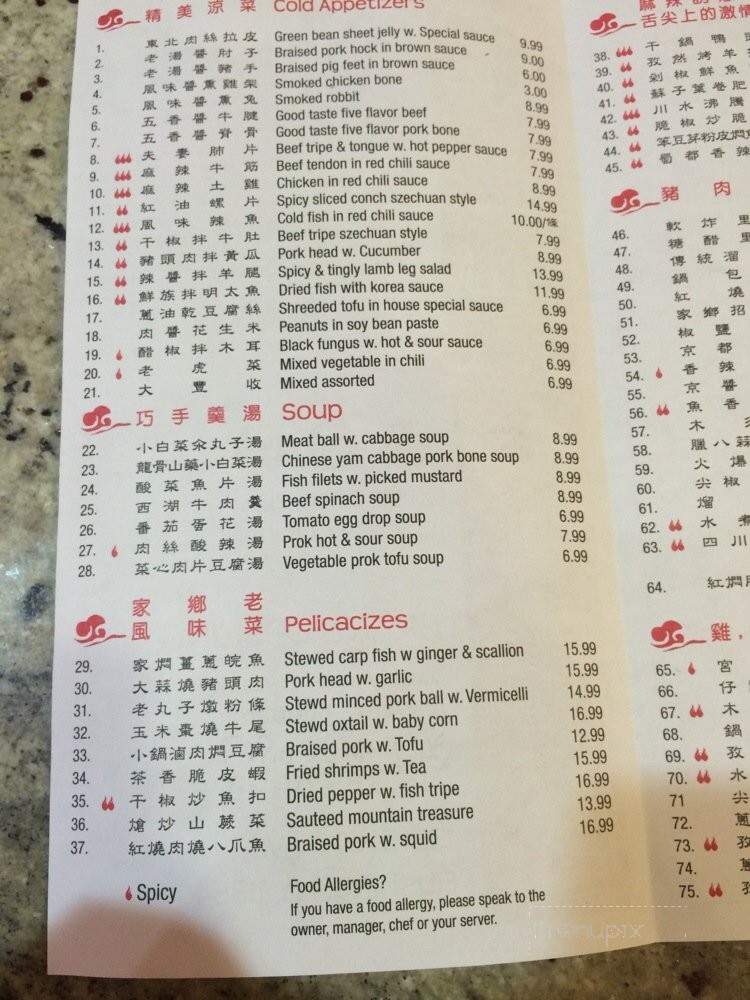 精美涼菜 Cold Appetizers
1. 東北肉絲拉皮 Green bean sheet jelly w. Special sauce 9.99
2. 老湯醬肘子 Braised pork hock in brown sauce 9.00
3. 老湯醬豬手 Braised pig feet in brown sauce 6.00
4. 風味醬熏雞架 Smoked chicken bone 3.00
5. 風味醬熏兔 Smoked robbit 8.99
6. 五香醬牛腱 Good taste five flavor beef 7.99
7. 五香醬脊骨 Good taste five flavor pork bone 7.99
8. 夫妻肺片 Beef tripe & tongue w. hot pepper sauce 7.99
9. 麻辣牛筋 Beef tendon in red chili sauce 7.99
10. 麻辣土雞 Chicken in red chili sauce 8.99
11. 紅油螺片 Spicy sliced conch szechuan style 14.99
12. 風味辣魚 Cold fish in red chili sauce 10.00/條
13. 干椒拌牛肚 Beef tripe szechuan style 7.99
14. 豬頭肉拌黃瓜 Pork head w. Cucumber 8.99
15. 辣醬拌羊腿 Spicy & tingly lamb leg salad 13.99
16. 鮮族拌明太魚 Dried fish with korea sauce 11.99
17. 蔥油乾豆腐絲 Shreeded tofu in house special sauce 6.99
18. 肉醬花生米 Peanuts in soy bean paste 6.99
19. 醋椒拌木耳 Black fungus w. hot & sour sauce 6.99
20. 老虎菜 Mixed vegetable in chili 6.99
21. 大豐收 Mixed assorted 6.99
巧手羹湯 Soup
22. 小白菜汆丸子湯 Meat ball w. cabbage soup 8.99
23. 龍骨山藥小白菜湯 Chinese yam cabbage pork bone soup 8.99
24. 酸菜魚片湯 Fish filets w. picked mustard 8.99
25. 西湖牛肉羹 Beef spinach soup 8.99
26. 番茄蛋花湯 Tomato egg drop soup 6.99
27. 肉絲酸辣湯 Prok hot & sour soup 7.99
28. 菜心肉片豆腐湯 Vegetable prok tofu soup 6.99
家鄉老
風味菜 Pelicacizes
29. 家燜薑蔥皖魚 Stewed carp fish w ginger & scallion 15.99
30. 大蒜燒豬頭肉 Pork head w. garlic 15.99
31. 老丸子燉粉條 Stewd minced pork ball w. Vermicelli 14.99
32. 玉米棗燒牛尾 Stewd oxtail w. baby corn 16.99
33. 小鍋滷肉燜豆腐 Braised pork w. Tofu 12.99
34. 茶香脆皮蝦 Fried shrimps w. Tea 15.99
35. 干椒炒魚扣 Dried pepper w. fish tripe 16.99
36. 熗炒山蕨菜 Sauteed mountain treasure 13.99
37. 紅燒肉燒八爪魚 Braised pork w. squid 16.99
Spicy
Food Allergies?
If you have a food allergy, please speak to the
owner, manager, chef or your server.
舌尖上的激情
38. 干鍋鴨
39. 孜然烤羊
40. 剁椒鮮魚
41. 蘇子薑卷肥
42. 川水沸騰
43. 脆椒炒脆
44. 笨豆芽粉皮燜
45. 蜀都香辣
豬肉
46. 軟炸里
47. 糖醋里
48. 傳統溜
49. 鍋包
50. 紅燒
51. 家鄉招
52. 椒鹽
53. 京都
54. 香辣
55. 京醬
56. 魚香
57. 木
58. 臘八蒜
59. 火爆
60. 尖椒
61. 溜
62. 水煮
63. 四川
64. 紅燜
雞,
65. 宮
66. 仔
67. 木
68. 鍋
69. 孜
70. 水
71 尖
72. 蔥
73. 孜
74. 蔥
75. 孜
menupix